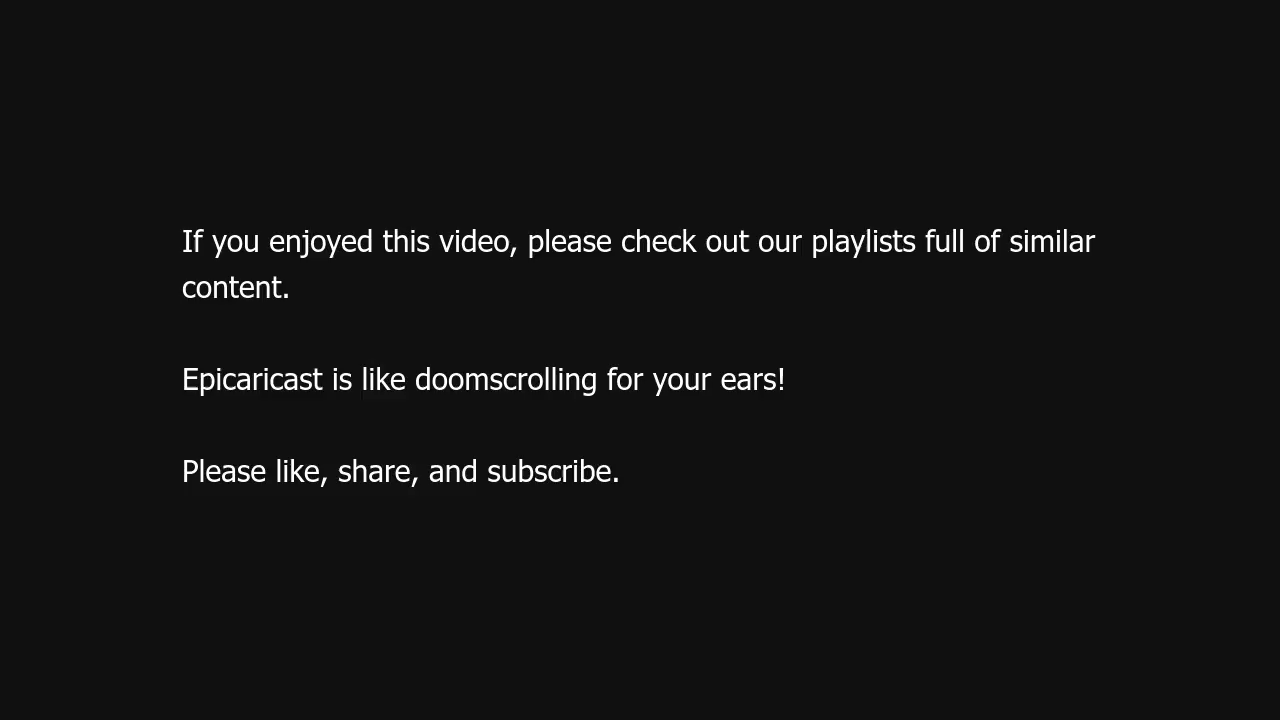 If you enjoyed this video, please check out our playlists full of similar
content.
Epicaricast is like doomscrolling for your ears!
Please like, share, and subscribe.